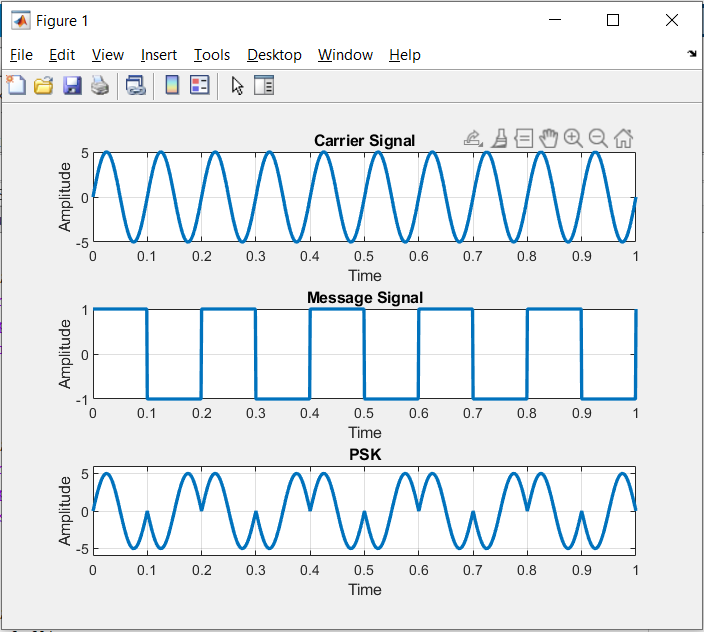 Figure 1
File Edit View Insert Tools Desktop Window Help
Carrier Signal
Amplitude
5
0
-5
0 0.1 0.2 0.3 0.4 0.5 0.6 0.7 0.8 0.9 1
Time
Message Signal
Amplitude
1
0
-1
0 0.1 0.2 0.3 0.4 0.5 0.6 0.7 0.8 0.9 1
Time
PSK
Amplitude
5
0
-5
0 0.1 0.2 0.3 0.4 0.5 0.6 0.7 0.8 0.9 1
Time